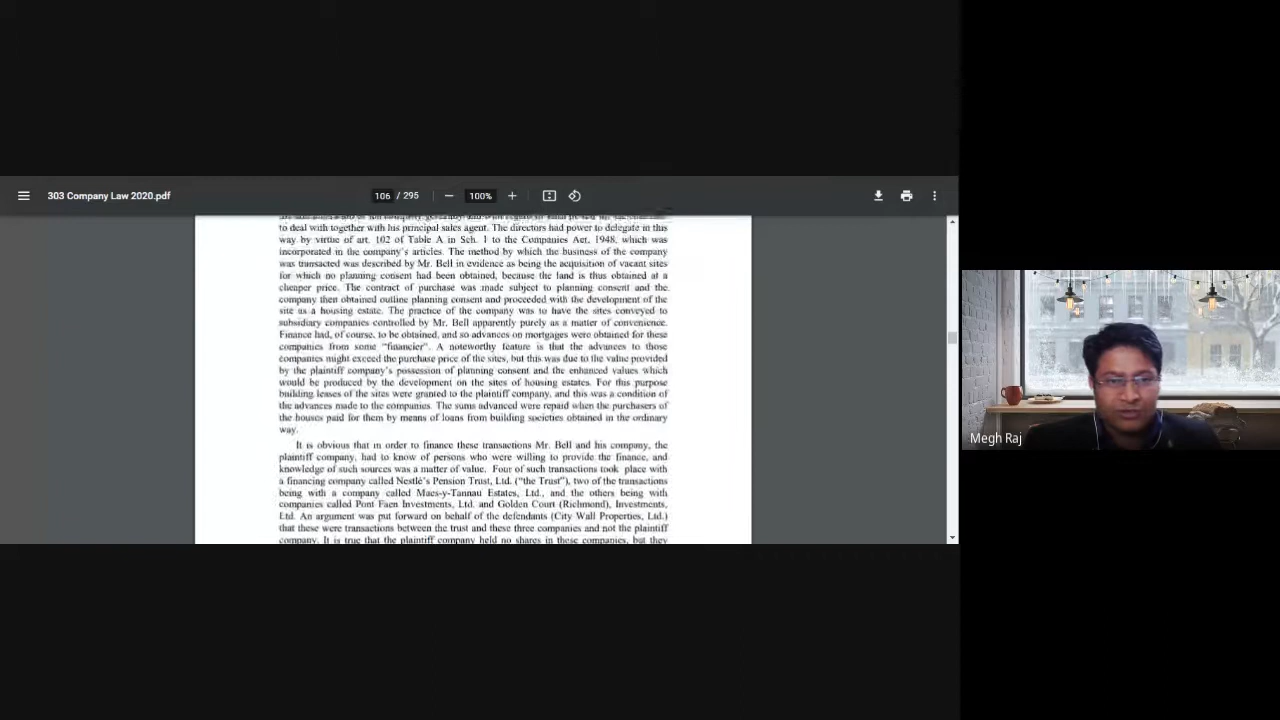 303 Company Law 2020.pdf
106 / 295
100%
to deal with together with his principal sales agent. The directors had power to delegate in this
way by virtue of art. 102 of Table A in Sch. 1 to the Companies Act, 1948, which was
incorporated in the company's articles. The method by which the business of the company
was transacted was described by Mr. Bell in evidence as being the acquisition of vacant sites
for which no planning consent had been obtained, because the land is thus obtained at a
cheaper price. The contract of purchase was made subject to planning consent and the
company then obtained outline planning consent and proceeded with the development of the
site as a housing estate. The practice of the company was to have the sites conveyed to
subsidiary companies controlled by Mr. Bell apparently purely as a matter of convenience.
Finance had, of course, to be obtained, and so advances on mortgages were obtained for these
companies from some "financier". A noteworthy feature is that the advances to those
companies might exceed the purchase price of the sites, but this was due to the value provided
by the plaintiff company's possession of planning consent and the enhanced values which
would be produced by the development on the sites of housing estates. For this purpose
building leases of the sites were granted to the plaintiff company, and this was a condition of
the advances made to the companies. The sums advanced were repaid when the purchasers of
the houses paid for them by means of loans from building societies obtained in the ordinary
way.
It is obvious that in order to finance these transactions Mr. Bell and his company, the
plaintiff company, had to know of persons who were willing to provide the finance, and
knowledge of such sources was a matter of value. Four of such transactions took place with
a financing company called Nestlé's Pension Trust, Ltd. ("the Trust"), two of the transactions
being with a company called Maes-y-Tannau Estates, Ltd., and the others being with
companies called Pont Faen Investments, Ltd. and Golden Court (Richmond), Investments,
Ltd. An argument was put forward on behalf of the defendants (City Wall Properties, Ltd.)
that these were transactions between the trust and these three companies and not the plaintiff
company. It is true that the plaintiff company held no shares in these companies, but they
Megh Raj